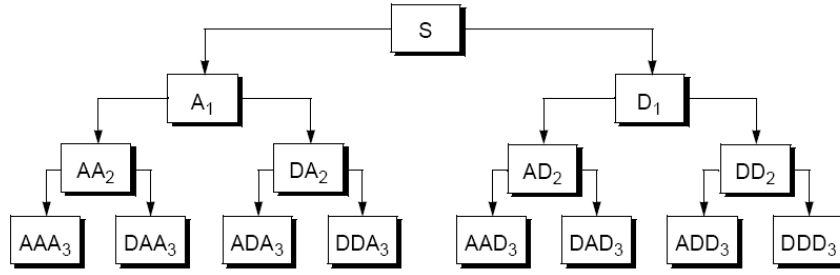 S
A₁ D₁
AA₂ DA₂ AD₂ DD₂
AAA₃ DAA₃ ADA₃ DDA₃ AAD₃ DAD₃ ADD₃ DDD₃